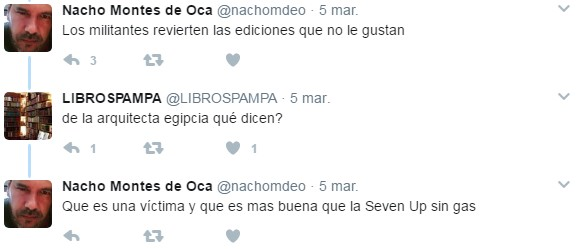 Nacho Montes de Oca @nachomdeo · 5 mar.
Los militantes revierten las ediciones que no le gustan
3
LIBROSPAMPA @LIBROSPAMPA · 5 mar.
de la arquitecta egipcia qué dicen?
1 1
Nacho Montes de Oca @nachomdeo · 5 mar.
Que es una víctima y que es mas buena que la Seven Up sin gas